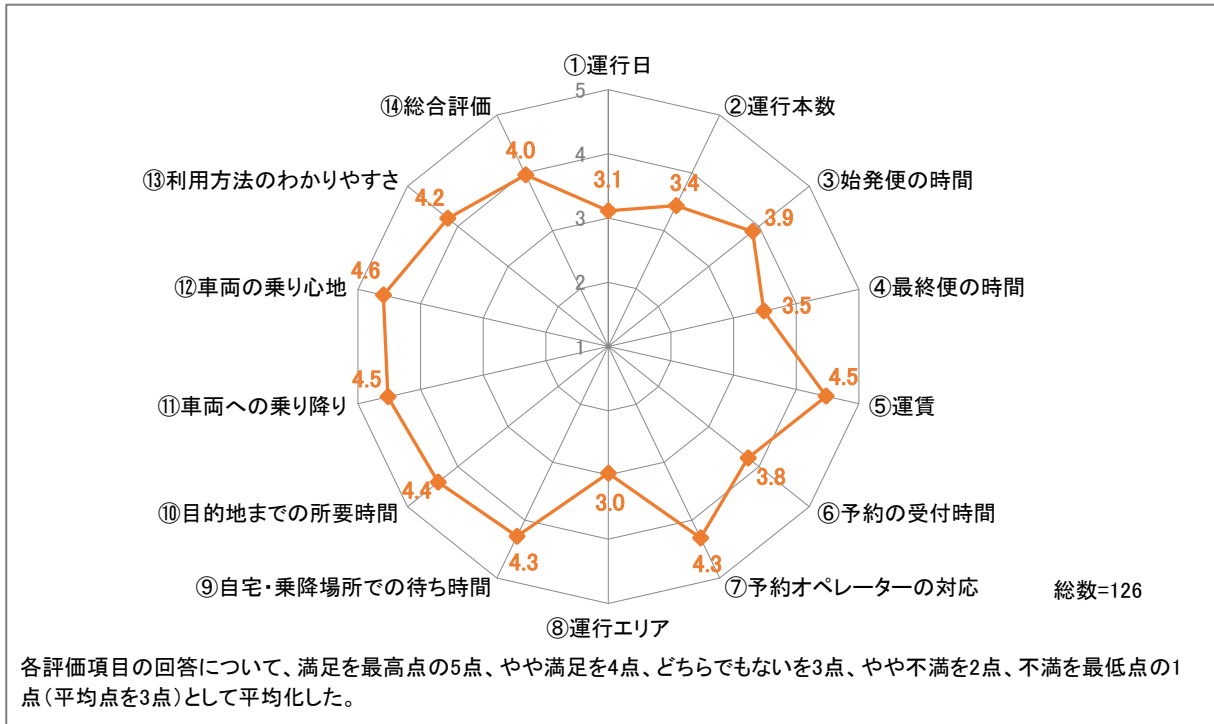 ①運行日
5
⑭総合評価
②運行本数
4.0
4
3.1
3.4
⑬利用方法のわかりやすさ
4.2
③始発便の時間
3.9
3
4.6
⑫車両の乗り心地
2
④最終便の時間
3.5
1
4.5
⑪車両への乗り降り
4.5
⑤運賃
3.8
4.4
3.0
⑩目的地までの所要時間
⑥予約の受付時間
4.3
4.3
⑨自宅・乗降場所での待ち時間
⑦予約オペレーターの対応
総数=126
⑧運行エリア
各評価項目の回答について、満足を最高点の5点、やや満足を4点、どちらでもないを3点、やや不満を2点、不満を最低点の1
点(平均点を3点)として平均化した。